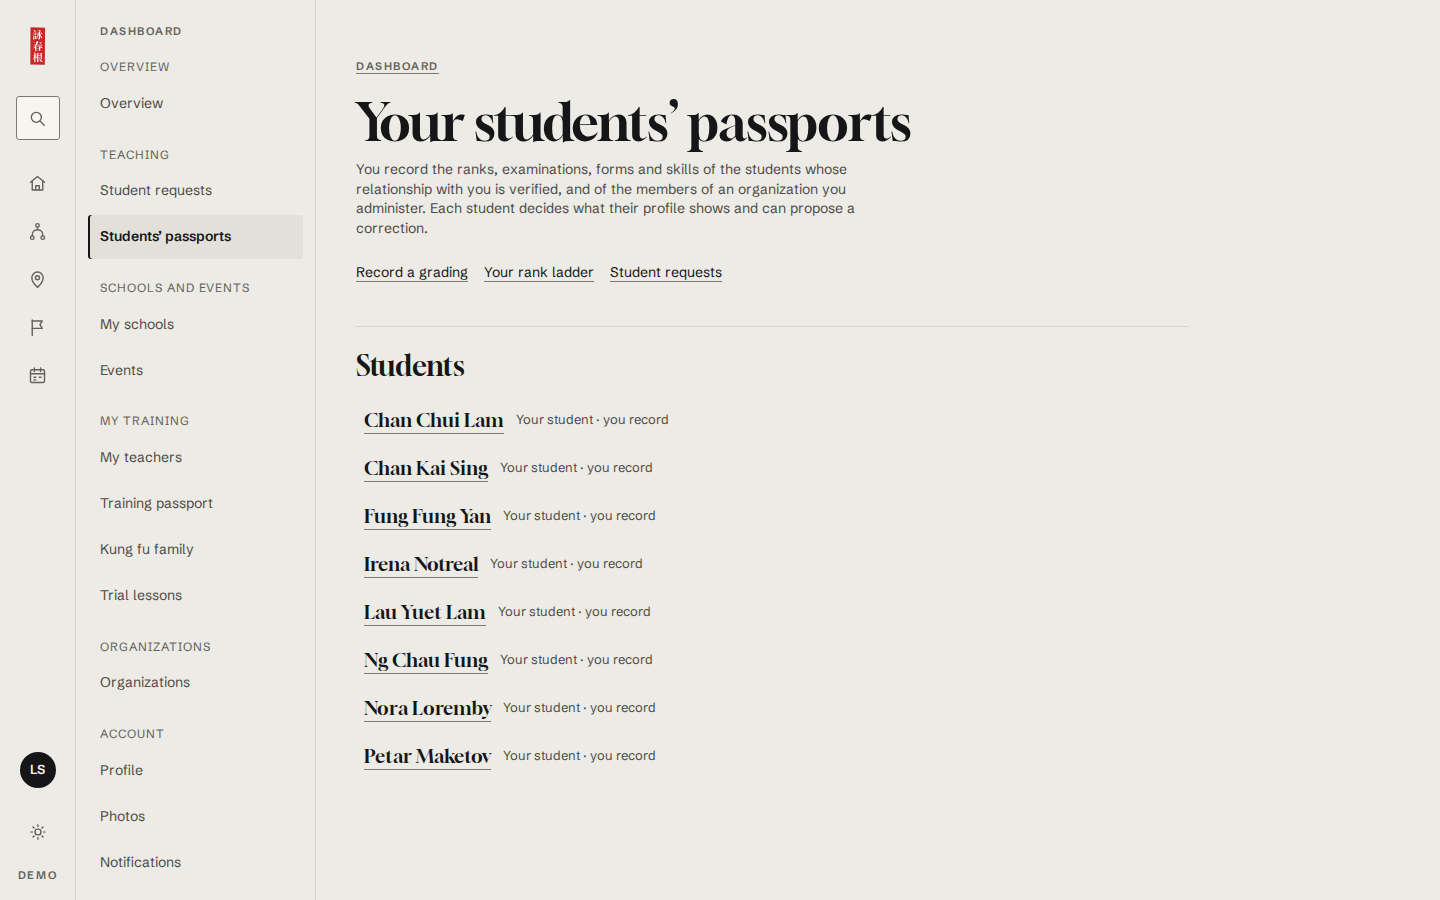 詠春根
DASHBOARD
OVERVIEW
Overview
TEACHING
Student requests
Students’ passports
SCHOOLS AND EVENTS
My schools
Events
MY TRAINING
My teachers
Training passport
Kung fu family
Trial lessons
ORGANIZATIONS
Organizations
ACCOUNT
Profile
Photos
Notifications
LS
DEMO
DASHBOARD
Your students’ passports
You record the ranks, examinations, forms and skills of the students whose
relationship with you is verified, and of the members of an organization you
administer. Each student decides what their profile shows and can propose a
correction.
Record a grading Your rank ladder Student requests
Students
Chan Chui Lam Your student · you record
Chan Kai Sing Your student · you record
Fung Fung Yan Your student · you record
Irena Notreal Your student · you record
Lau Yuet Lam Your student · you record
Ng Chau Fung Your student · you record
Nora Loremby Your student · you record
Petar Maketov Your student · you record